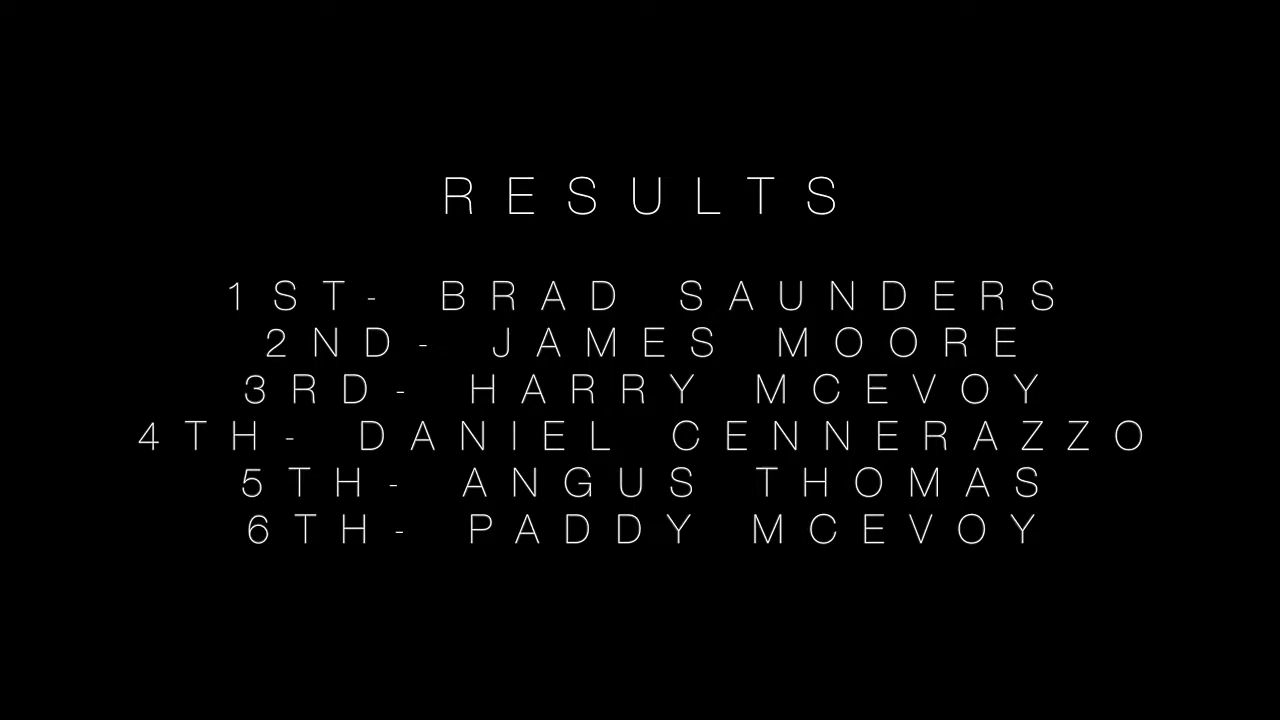 RESULTS
1ST- BRAD SAUNDERS
2ND- JAMES MOORE
3RD- HARRY MCEVOY
4TH- DANIEL CENNERAZZO
5TH- ANGUS THOMAS
6TH- PADDY MCEVOY